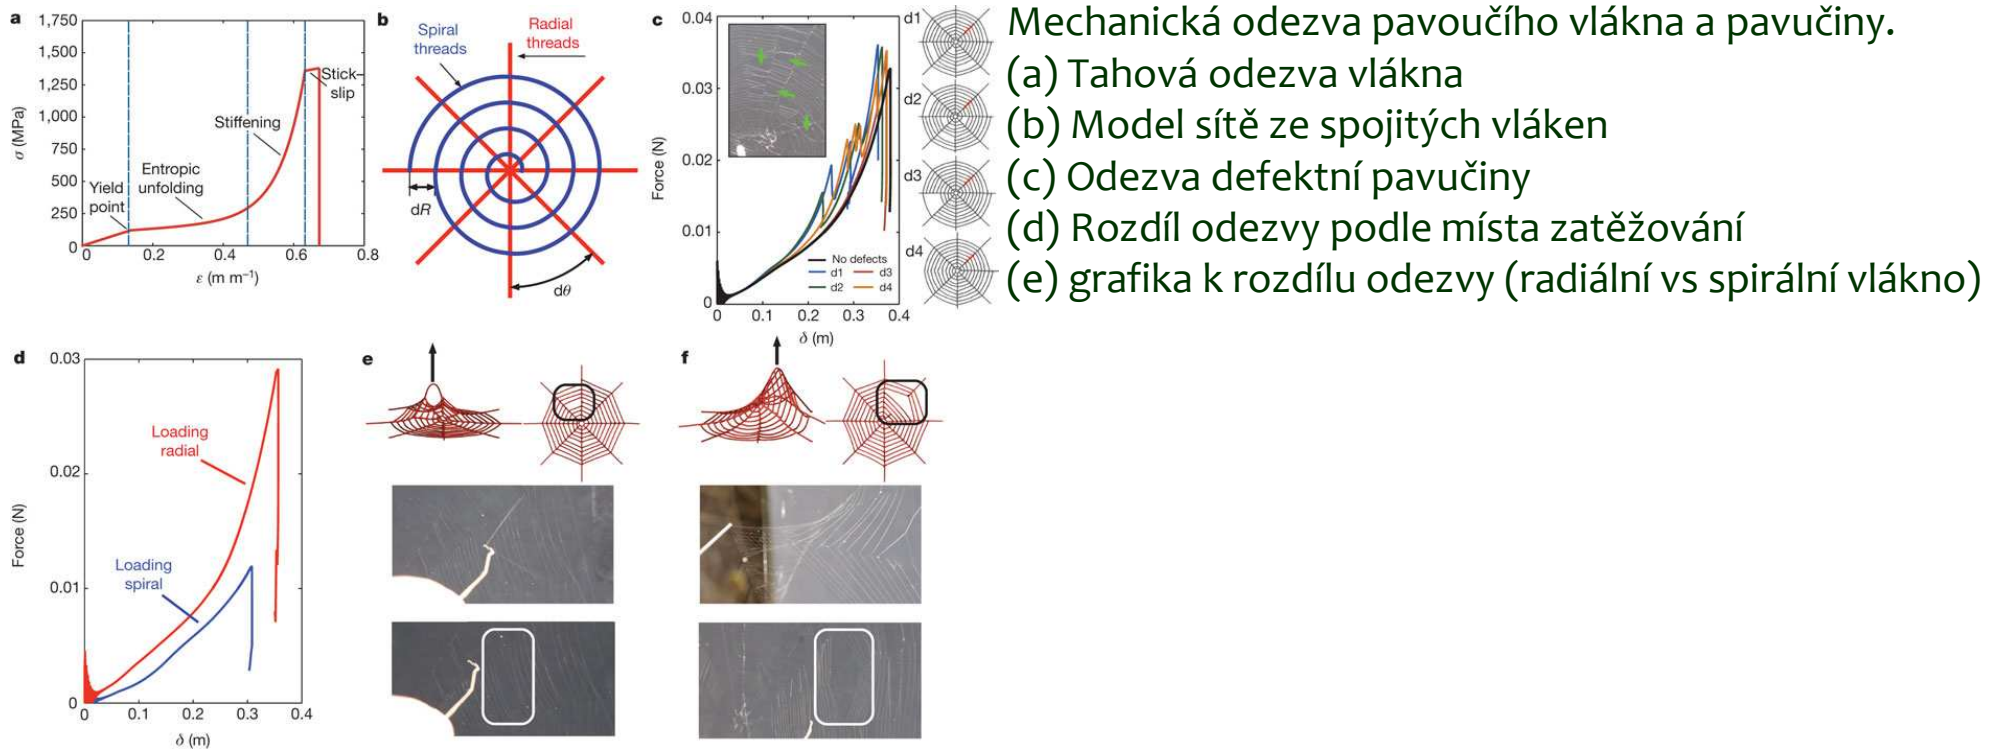 a
1,750
1,500
1,250
1,000
750
500
250
0
σ (MPa)
Yield
point
Entropic
unfolding
Stiffening
Stick–
slip
0.2
0.4
0.6
0.8
ε (m m⁻¹)
b
Spiral
threads
Radial
threads
dR
dθ
c
0.04
0.03
0.02
0.01
0
Force (N)
No defects
d1
d3
d2
d4
0
0.1
0.2
0.3
0.4
δ (m)
d1
d2
d3
d4
Mechanická odezva pavoučího vlákna a pavučiny.
(a) Tahová odezva vlákna
(b) Model sítě ze spojitých vláken
(c) Odezva defektní pavučiny
(d) Rozdíl odezvy podle místa zatěžování
(e) grafika k rozdílu odezvy (radiální vs spirální vlákno)
d
0.03
0.02
0.01
0
Force (N)
Loading
radial
Loading
spiral
0
0.1
0.2
0.3
0.4
δ (m)
e
f